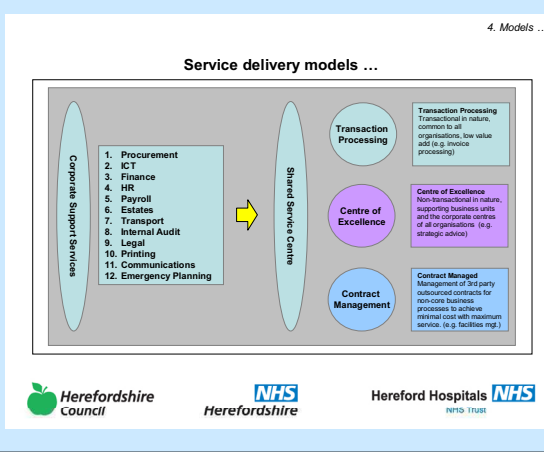 4. Models …
Service delivery models …
Corporate Support Services
1. Procurement
2. ICT
3. Finance
4. HR
5. Payroll
6. Estates
7. Transport
8. Internal Audit
9. Legal
10. Printing
11. Communications
12. Emergency Planning
Shared Service Centre
Transaction
Processing
Transaction Processing
Transactional in nature,
common to all
organisations, low value
add (e.g. invoice
processing)
Centre of
Excellence
Centre of Excellence
Non-transactional in nature,
supporting business units
and the corporate centres
of all organisations (e.g.
strategic advice)
Contract
Management
Contract Managed
Management of 3rd party
outsourced contracts for
non-core business
processes to achieve
minimal cost with maximum
service. (e.g. facilities mgt.)
Herefordshire
Council
NHS
Herefordshire
Hereford Hospitals NHS
NHS Trust